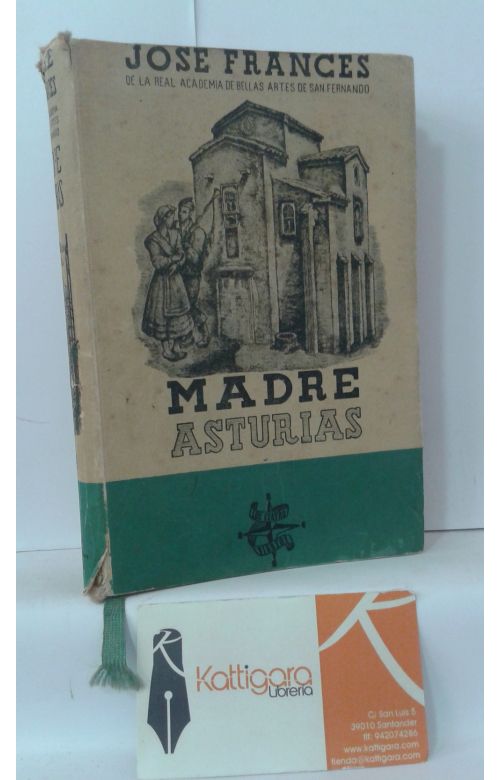 JOSE FRANCES
DE LA REAL ACADEMIA DE BELLAS ARTES DE SAN FERNANDO
MADRE
ASTURIAS
Kattigara
Librería
C/ San Luis 5
39010 Santander
tlf: 942074286
www.kattigara.com
tienda@kattigara.com